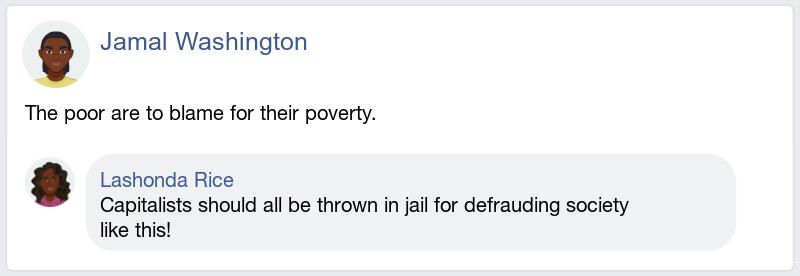 Jamal Washington
The poor are to blame for their poverty.
Lashonda Rice
Capitalists should all be thrown in jail for defrauding society
like this!